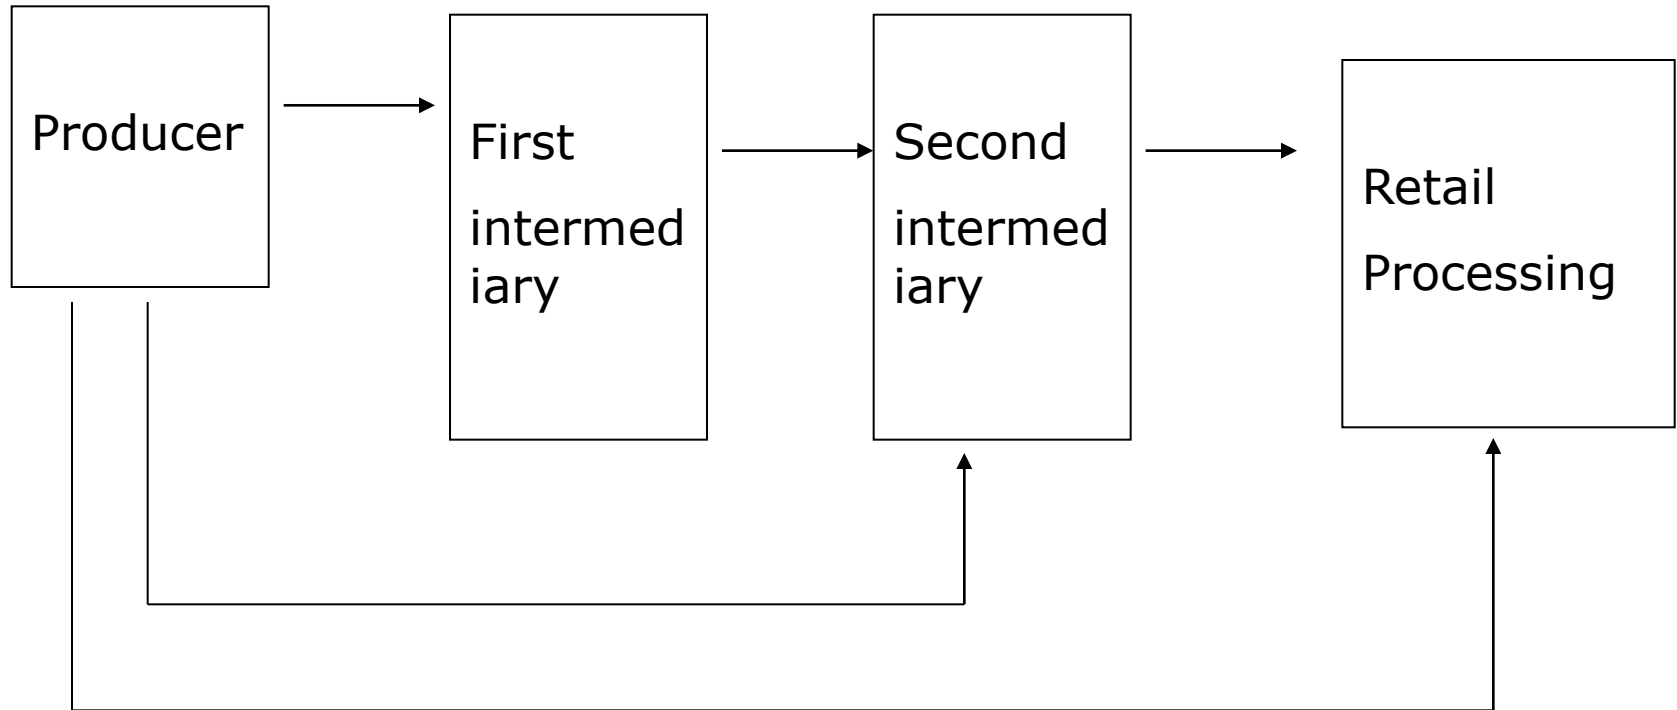 Producer
First
intermed
iary
Second
intermed
iary
Retail
Processing